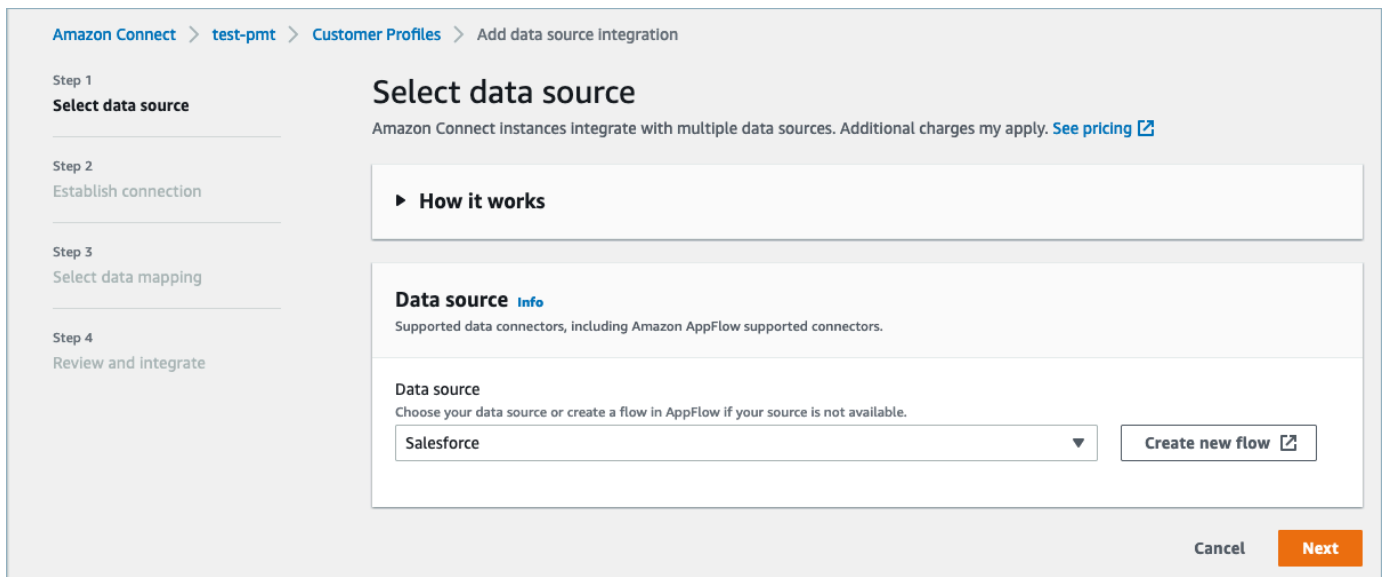 Amazon Connect > test-pmt > Customer Profiles > Add data source integration
Step 1
Select data source
Step 2
Establish connection
Step 3
Select data mapping
Step 4
Review and integrate
Select data source
Amazon Connect instances integrate with multiple data sources. Additional charges my apply. See pricing
How it works
Data source Info
Supported data connectors, including Amazon AppFlow supported connectors.
Data source
Choose your data source or create a flow in AppFlow if your source is not available.
Salesforce
Create new flow
Cancel
Next